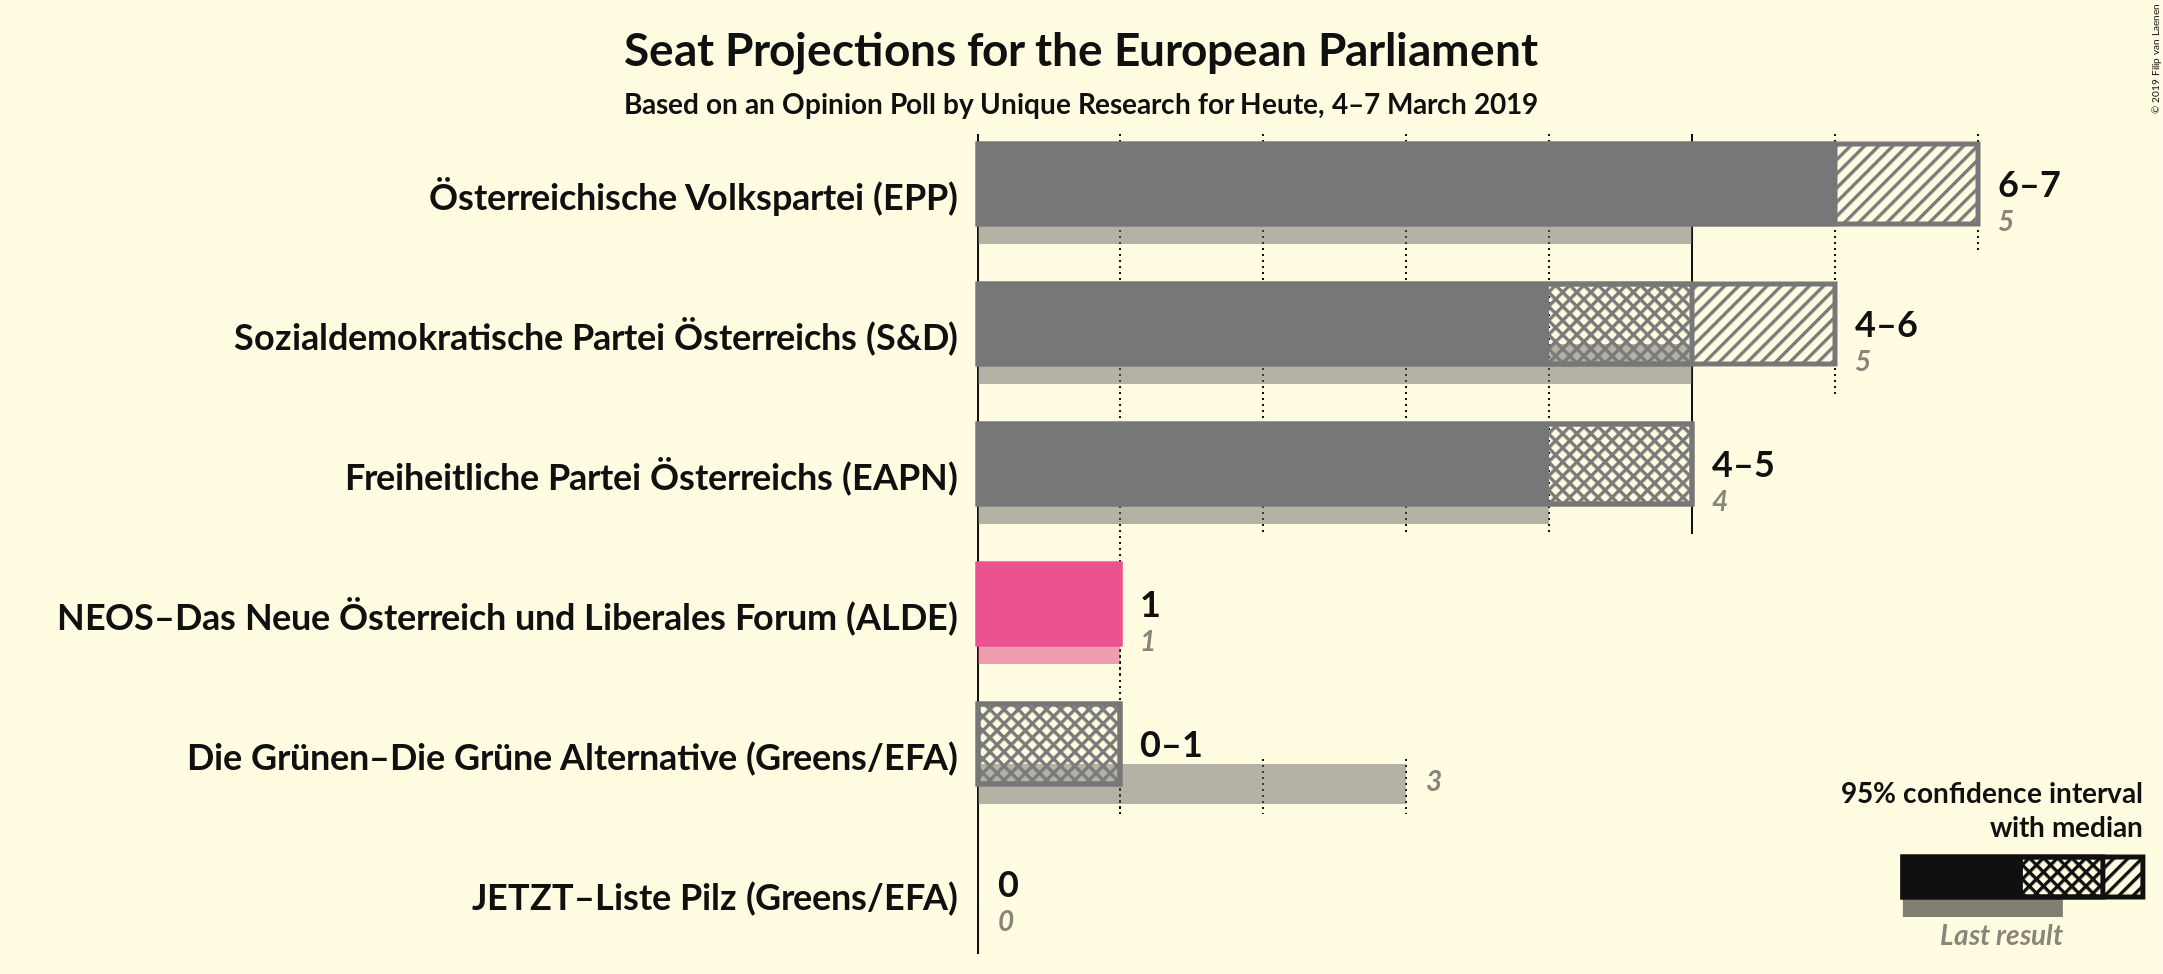 Seat Projections for the European Parliament
Based on an Opinion Poll by Unique Research for Heute, 4–7 March 2019
© 2019 Filip van Laenen
Österreichische Volkspartei (EPP)
6–7
5
Sozialdemokratische Partei Österreichs (S&D)
4–6
5
Freiheitliche Partei Österreichs (EAPN)
4–5
4
NEOS–Das Neue Österreich und Liberales Forum (ALDE)
1
1
Die Grünen–Die Grüne Alternative (Greens/EFA)
0–1
3
JETZT–Liste Pilz (Greens/EFA)
0
0
95% confidence interval
with median
Last result